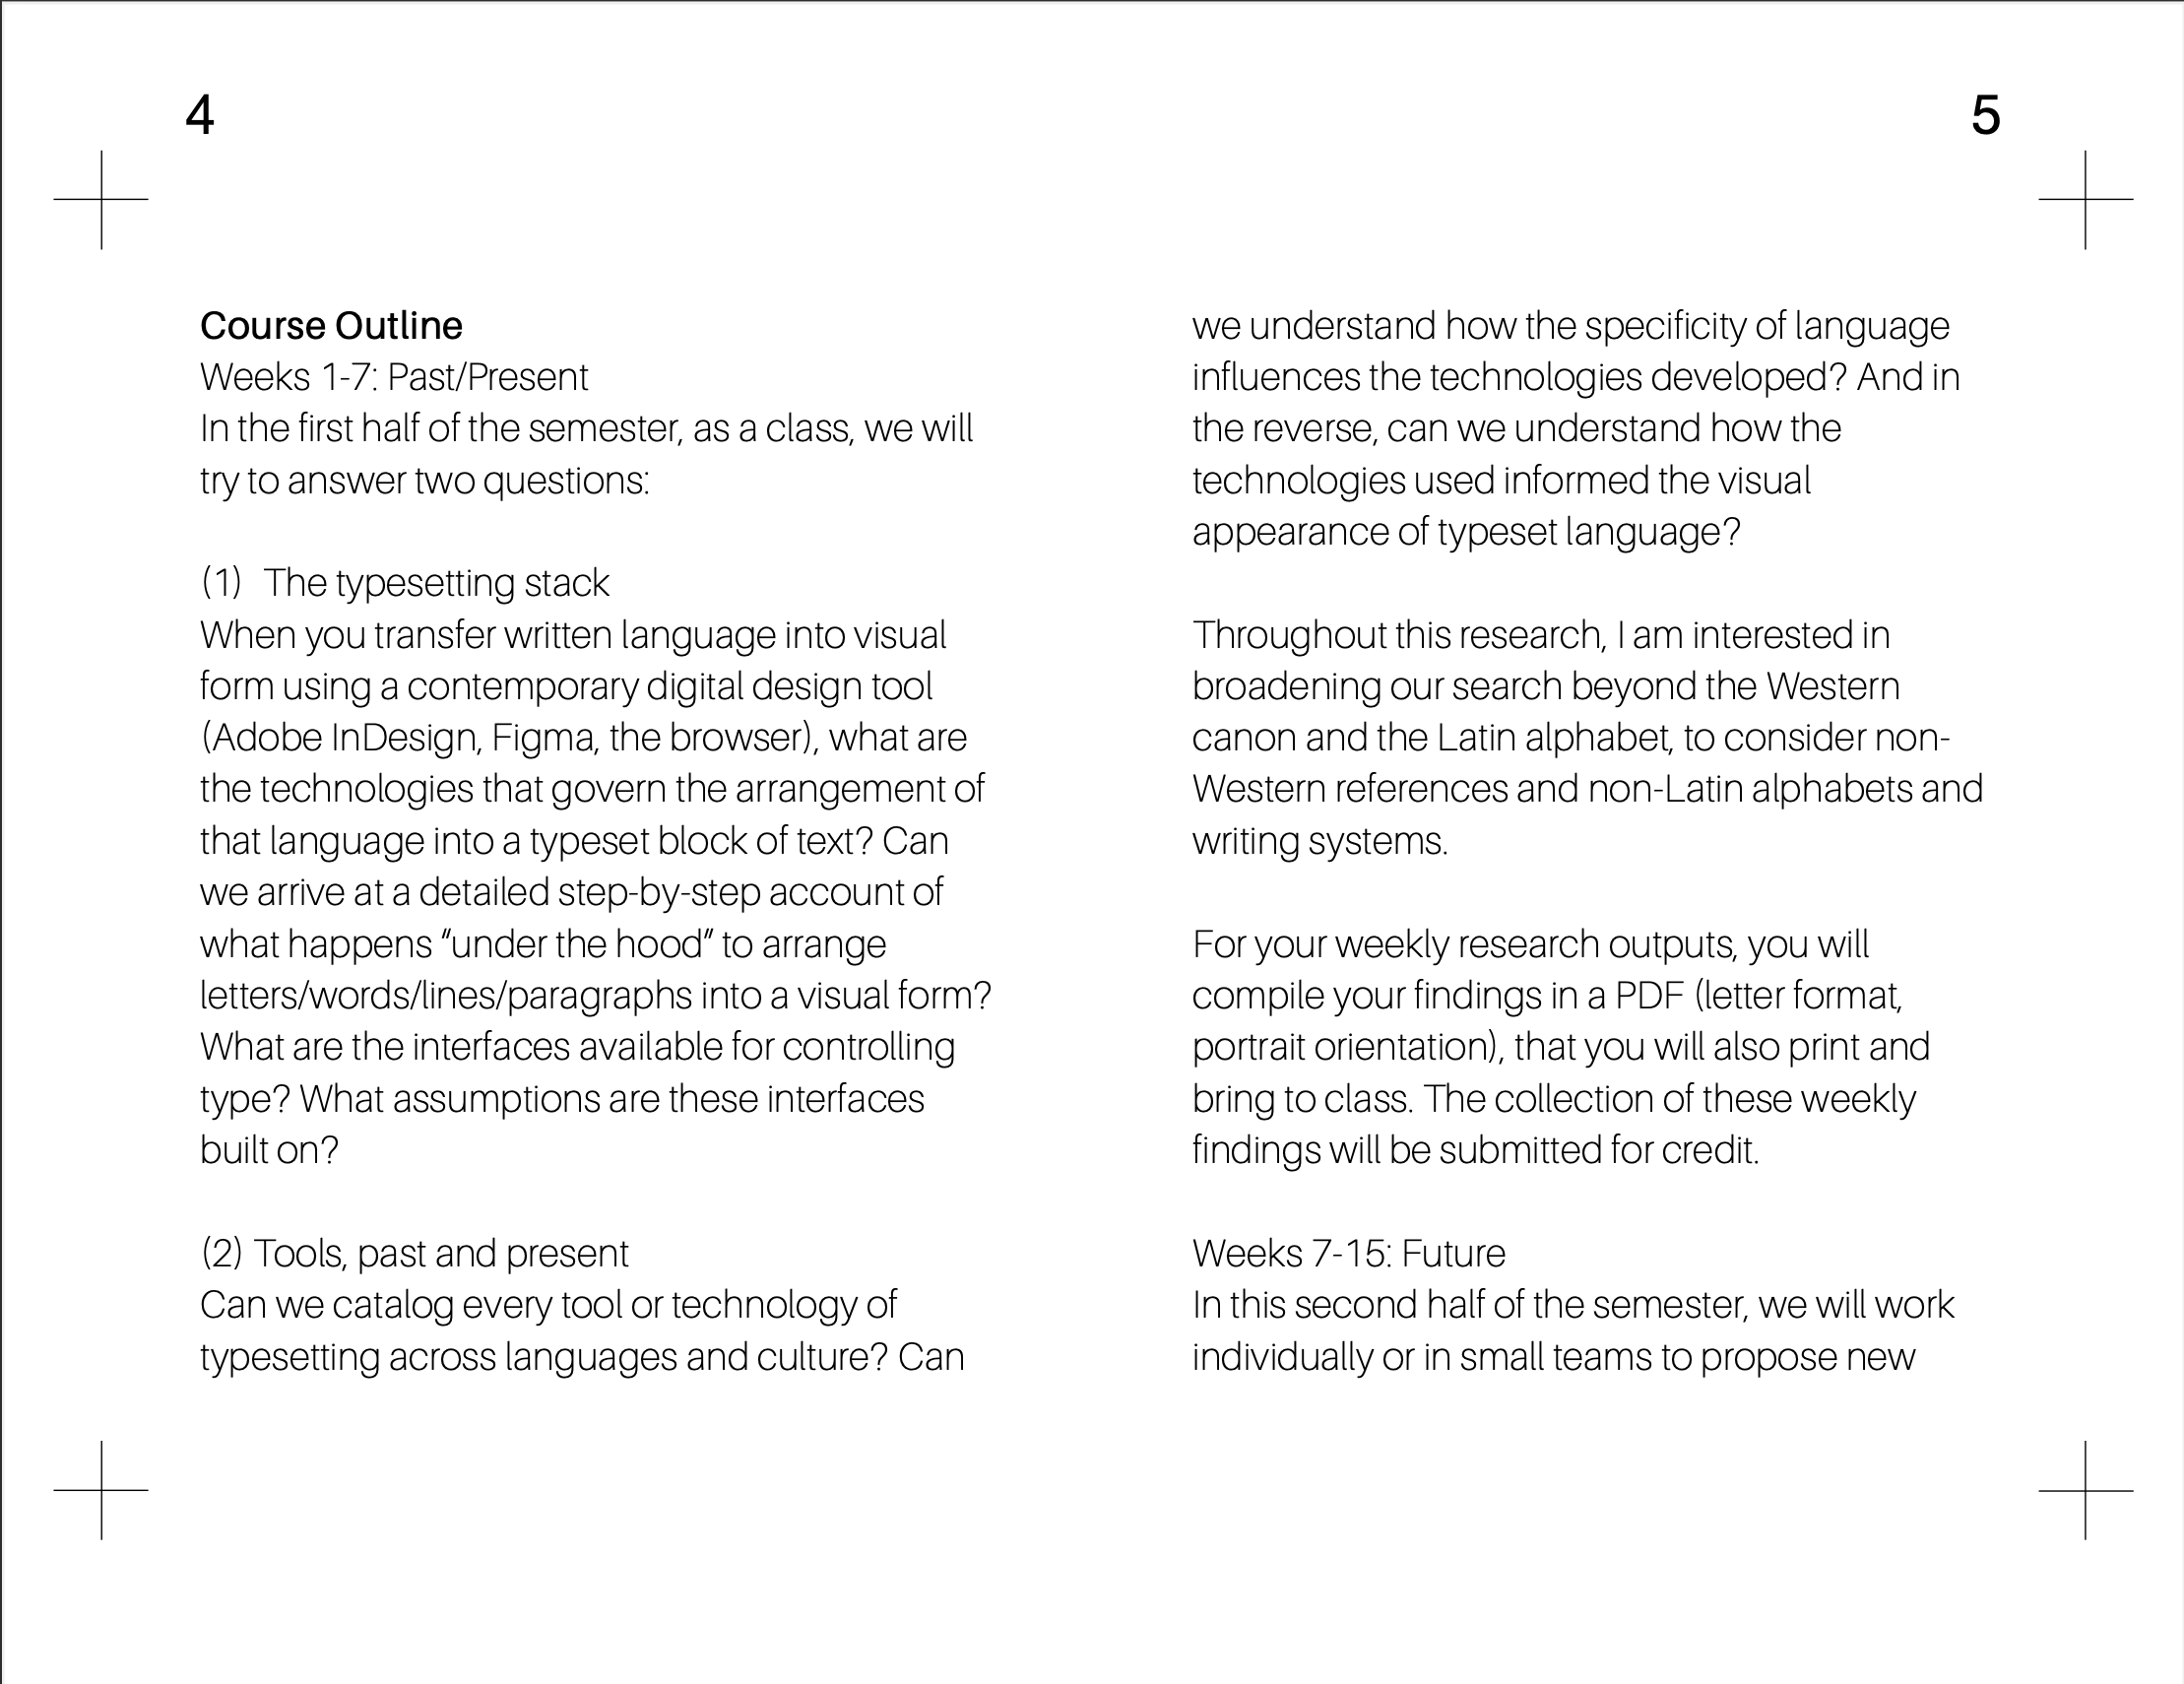 4
Course Outline
Weeks 1-7: Past/Present
In the first half of the semester, as a class, we will
try to answer two questions:
(1) The typesetting stack
When you transfer written language into visual
form using a contemporary digital design tool
(Adobe InDesign, Figma, the browser), what are
the technologies that govern the arrangement of
that language into a typeset block of text? Can
we arrive at a detailed step-by-step account of
what happens “under the hood” to arrange
letters/words/lines/paragraphs into a visual form?
What are the interfaces available for controlling
type? What assumptions are these interfaces
built on?
(2) Tools, past and present
Can we catalog every tool or technology of
typesetting across languages and culture? Can
5
we understand how the specificity of language
influences the technologies developed? And in
the reverse, can we understand how the
technologies used informed the visual
appearance of typeset language?
Throughout this research, I am interested in
broadening our search beyond the Western
canon and the Latin alphabet, to consider non-
Western references and non-Latin alphabets and
writing systems.
For your weekly research outputs, you will
compile your findings in a PDF (letter format,
portrait orientation), that you will also print and
bring to class. The collection of these weekly
findings will be submitted for credit.
Weeks 7-15: Future
In this second half of the semester, we will work
individually or in small teams to propose new